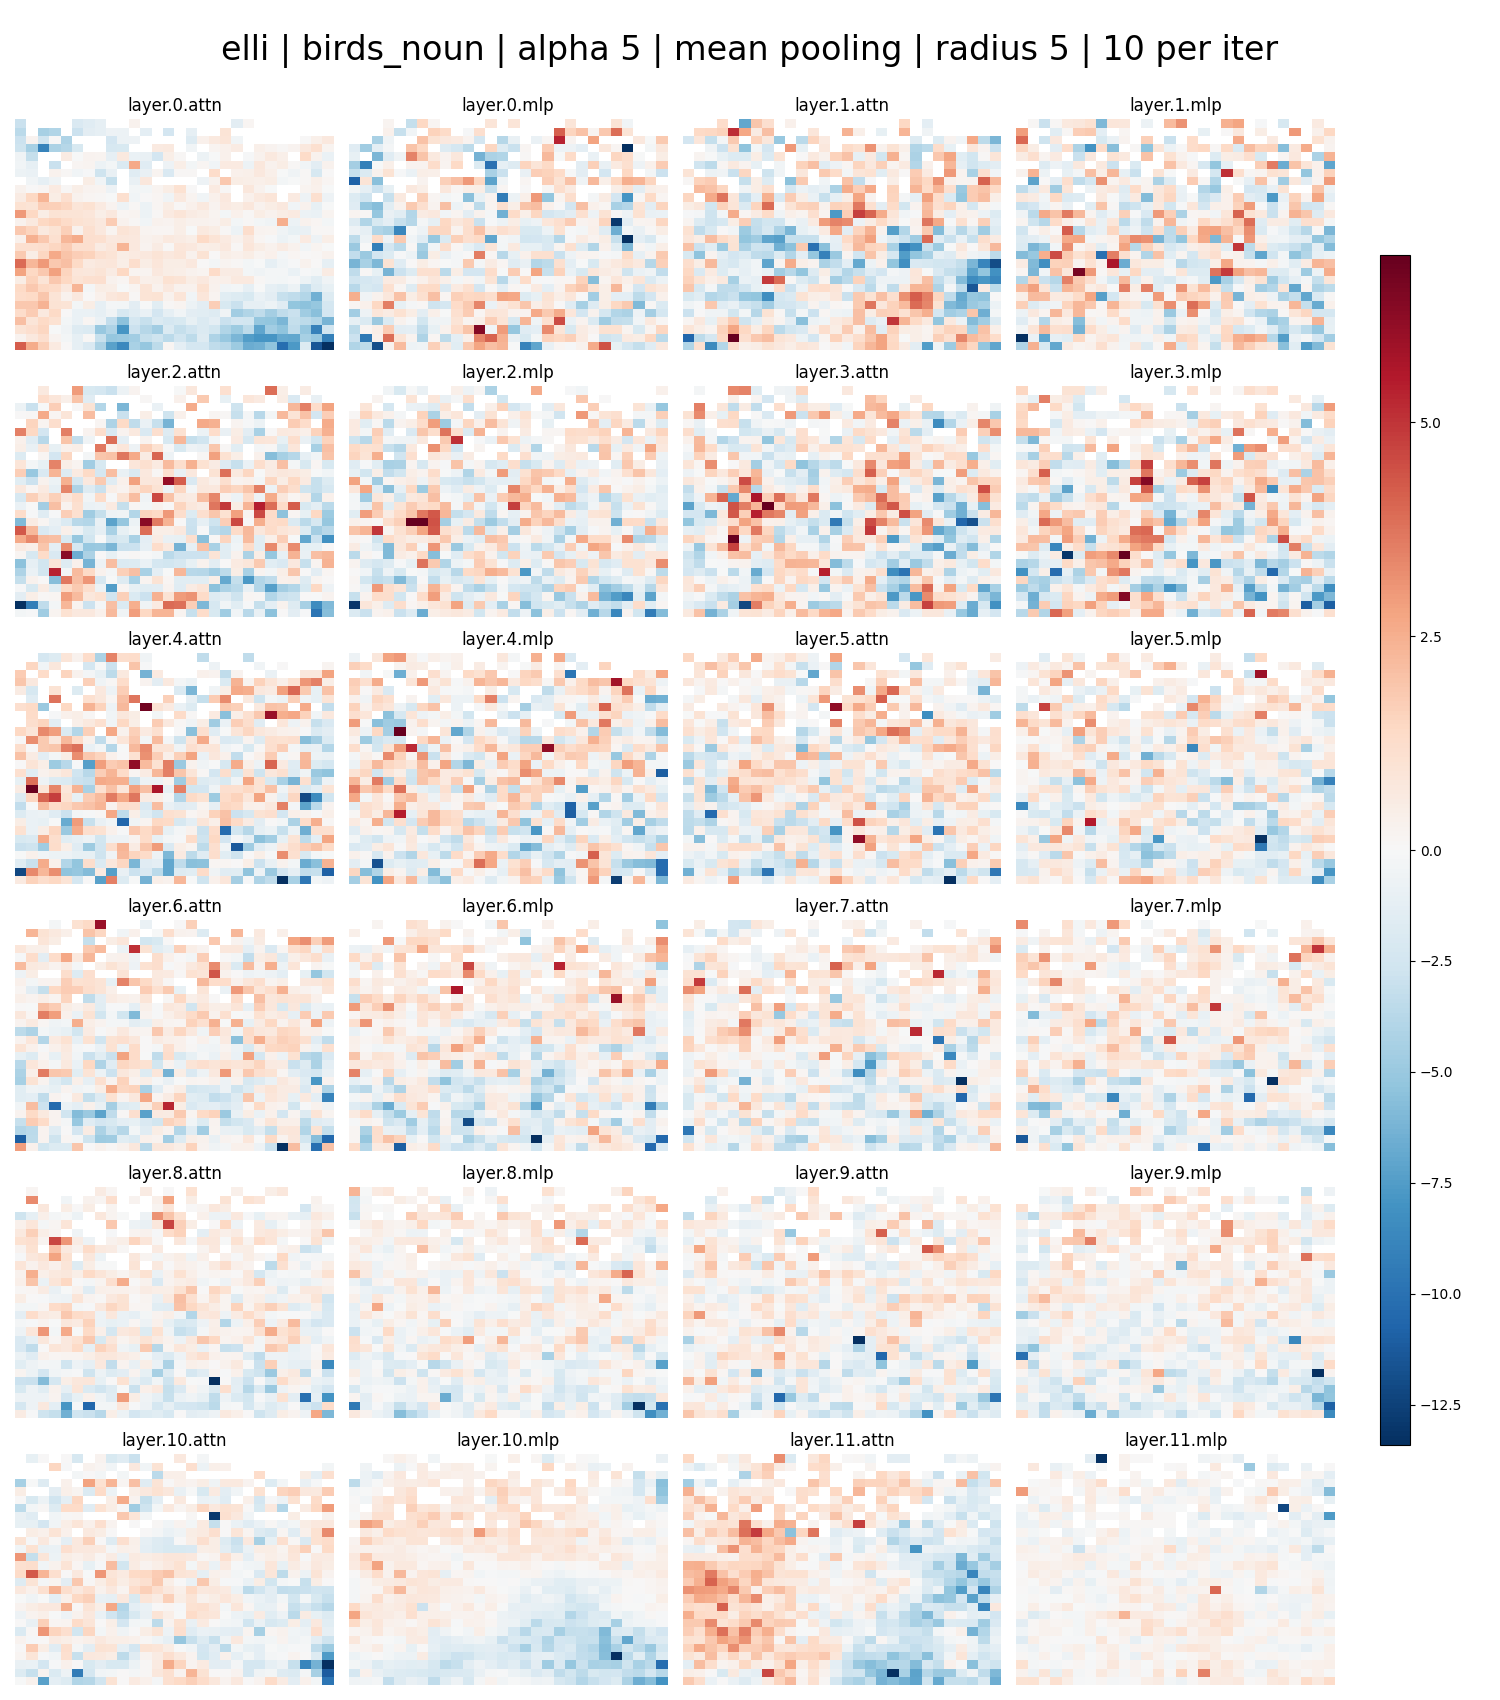 elli | birds_noun | alpha 5 | mean pooling | radius 5 | 10 per iter
layer.0.attn layer.0.mlp layer.1.attn layer.1.mlp
layer.2.attn layer.2.mlp layer.3.attn layer.3.mlp
layer.4.attn layer.4.mlp layer.5.attn layer.5.mlp
layer.6.attn layer.6.mlp layer.7.attn layer.7.mlp
layer.8.attn layer.8.mlp layer.9.attn layer.9.mlp
layer.10.attn layer.10.mlp layer.11.attn layer.11.mlp
5.0
2.5
0.0
−2.5
−5.0
−7.5
−10.0
−12.5